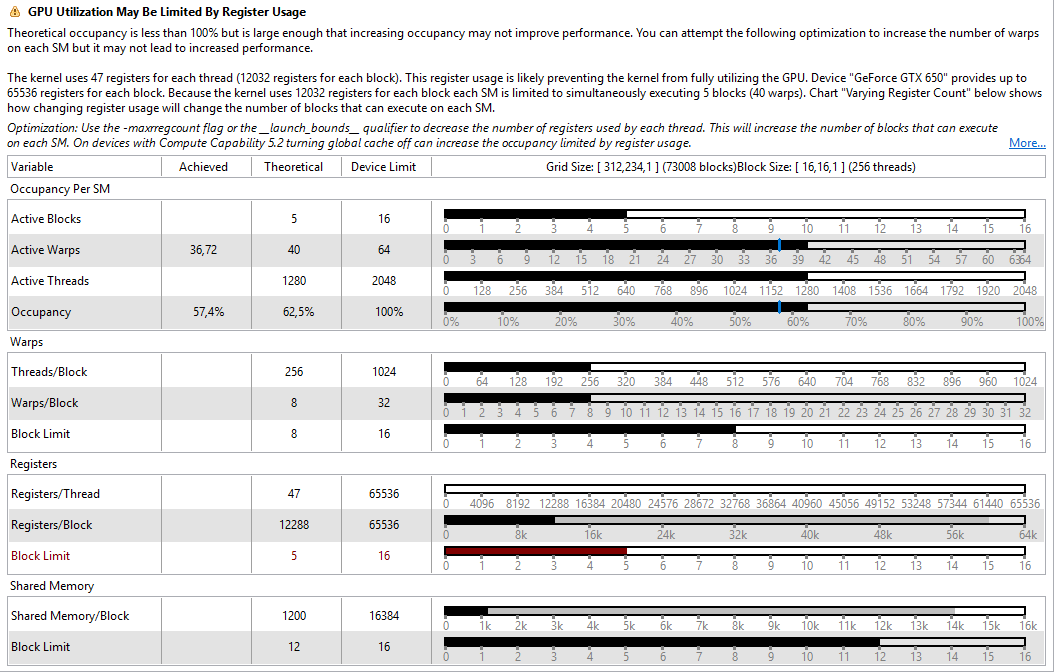 GPU Utilization May Be Limited By Register Usage
Theoretical occupancy is less than 100% but is large enough that increasing occupancy may not improve performance. You can attempt the following optimization to increase the number of warps
on each SM but it may not lead to increased performance.
The kernel uses 47 registers for each thread (12032 registers for each block). This register usage is likely preventing the kernel from fully utilizing the GPU. Device "GeForce GTX 650" provides up to
65536 registers for each block. Because the kernel uses 12032 registers for each block each SM is limited to simultaneously executing 5 blocks (40 warps). Chart "Varying Register Count" below shows
how changing register usage will change the number of blocks that can execute on each SM.
Optimization: Use the -maxrregcount flag or the __launch_bounds__ qualifier to decrease the number of registers used by each thread. This will increase the number of blocks that can execute
on each SM. On devices with Compute Capability 5.2 turning global cache off can increase the occupancy limited by register usage.
More...
Variable Achieved Theoretical Device Limit Grid Size: [ 312,234,1 ] (73008 blocks)Block Size: [ 16,16,1 ] (256 threads)
Occupancy Per SM
Active Blocks 5 16
0 1 2 3 4 5 6 7 8 9 10 11 12 13 14 15 16
Active Warps 36,72 40 64
0 3 6 9 12 15 18 21 24 27 30 33 36 39 42 45 48 51 54 57 60 63 64
Active Threads 1280 2048
0 128 256 384 512 640 768 896 1024 1152 1280 1408 1536 1664 1792 1920 2048
Occupancy 57,4% 62,5% 100%
0% 10% 20% 30% 40% 50% 60% 70% 80% 90% 100%
Warps
Threads/Block 256 1024
0 64 128 192 256 320 384 448 512 576 640 704 768 832 896 960 1024
Warps/Block 8 32
0 1 2 3 4 5 6 7 8 9 10 11 12 13 14 15 16 17 18 19 20 21 22 23 24 25 26 27 28 29 30 31 32
Block Limit 8 16
0 1 2 3 4 5 6 7 8 9 10 11 12 13 14 15 16
Registers
Registers/Thread 47 65536
0 4096 8192 12288 16384 20480 24576 28672 32768 36864 40960 45056 49152 53248 57344 61440 65536
Registers/Block 12288 65536
0 8k 16k 24k 32k 40k 48k 56k 64k
Block Limit 5 16
0 1 2 3 4 5 6 7 8 9 10 11 12 13 14 15 16
Shared Memory
Shared Memory/Block 1200 16384
0 1k 2k 3k 4k 5k 6k 7k 8k 9k 10k 11k 12k 13k 14k 15k 16k
Block Limit 12 16
0 1 2 3 4 5 6 7 8 9 10 11 12 13 14 15 16